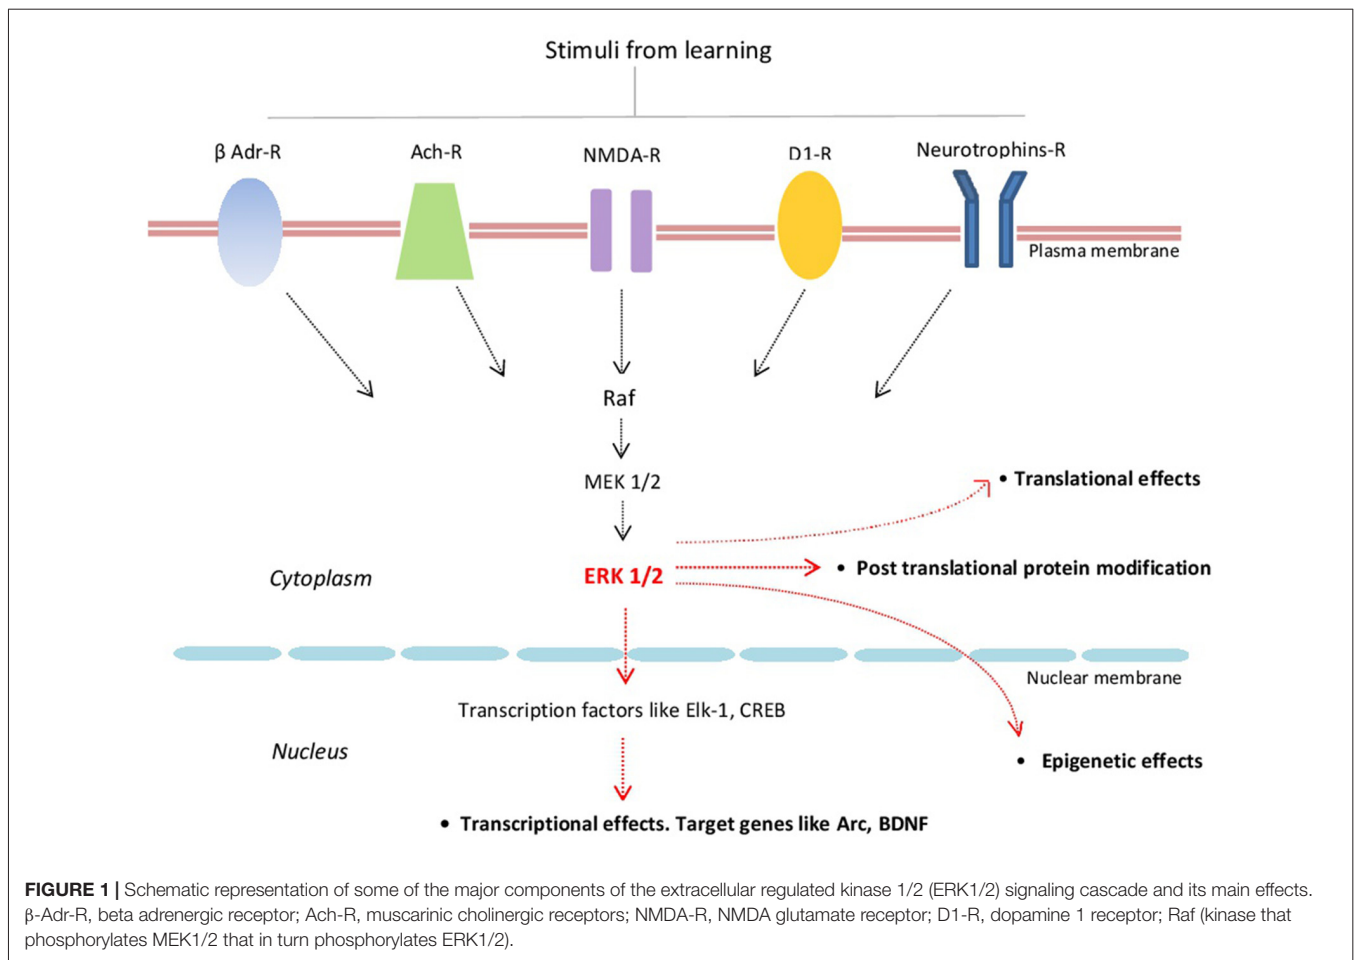 Stimuli from learning
β Adr-R
Ach-R
NMDA-R
D1-R
Neurotrophins-R
Plasma membrane
Raf
MEK 1/2
• Translational effects
ERK 1/2
• Post translational protein modification
Cytoplasm
Nuclear membrane
Transcription factors like Elk-1, CREB
Nucleus
• Epigenetic effects
• Transcriptional effects. Target genes like Arc, BDNF
FIGURE 1 | Schematic representation of some of the major components of the extracellular regulated kinase 1/2 (ERK1/2) signaling cascade and its main effects.
β-Adr-R, beta adrenergic receptor; Ach-R, muscarinic cholinergic receptors; NMDA-R, NMDA glutamate receptor; D1-R, dopamine 1 receptor; Raf (kinase that
phosphorylates MEK1/2 that in turn phosphorylates ERK1/2).